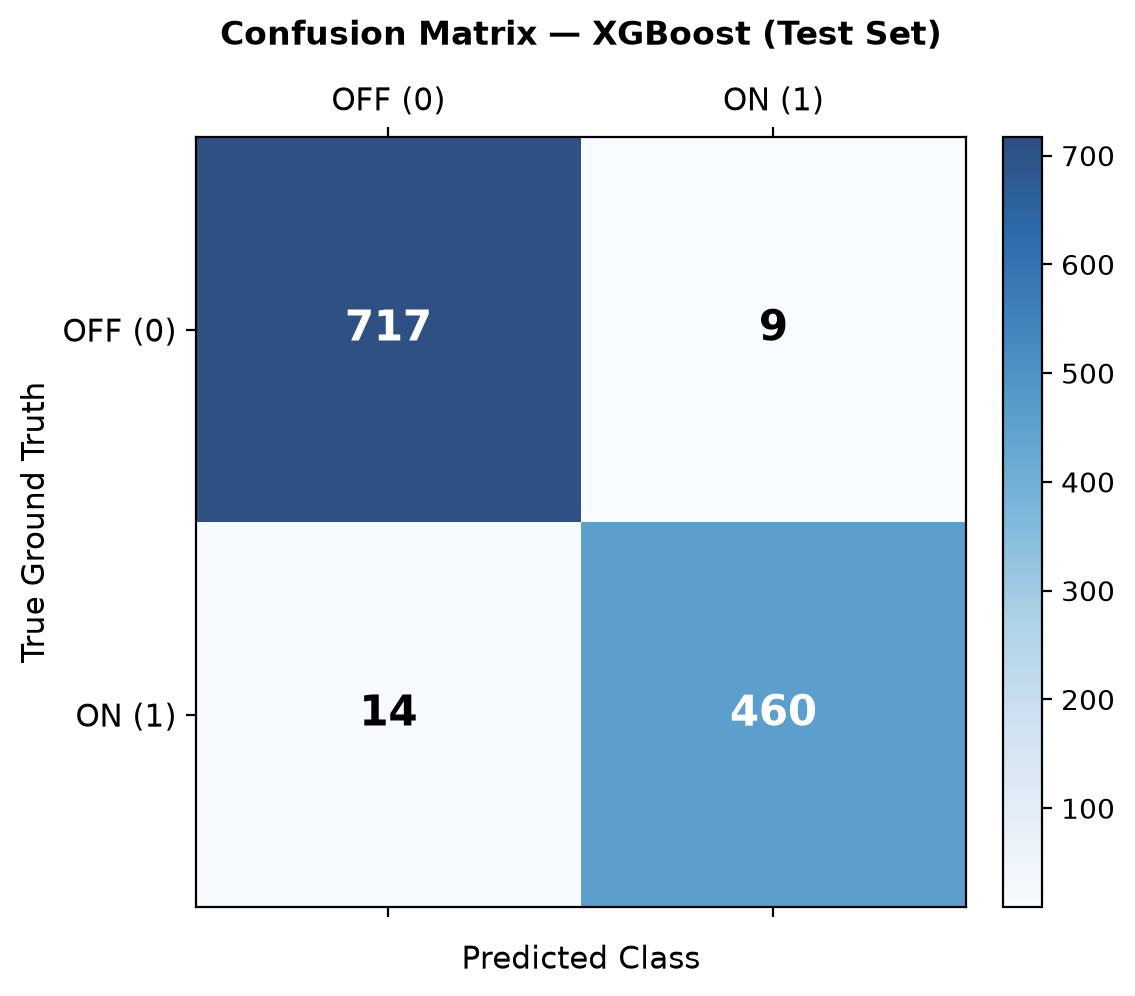 Confusion Matrix — XGBoost (Test Set)
OFF (0) ON (1)
OFF (0)
717
9
ON (1)
14
460
True Ground Truth
Predicted Class
700
600
500
400
300
200
100